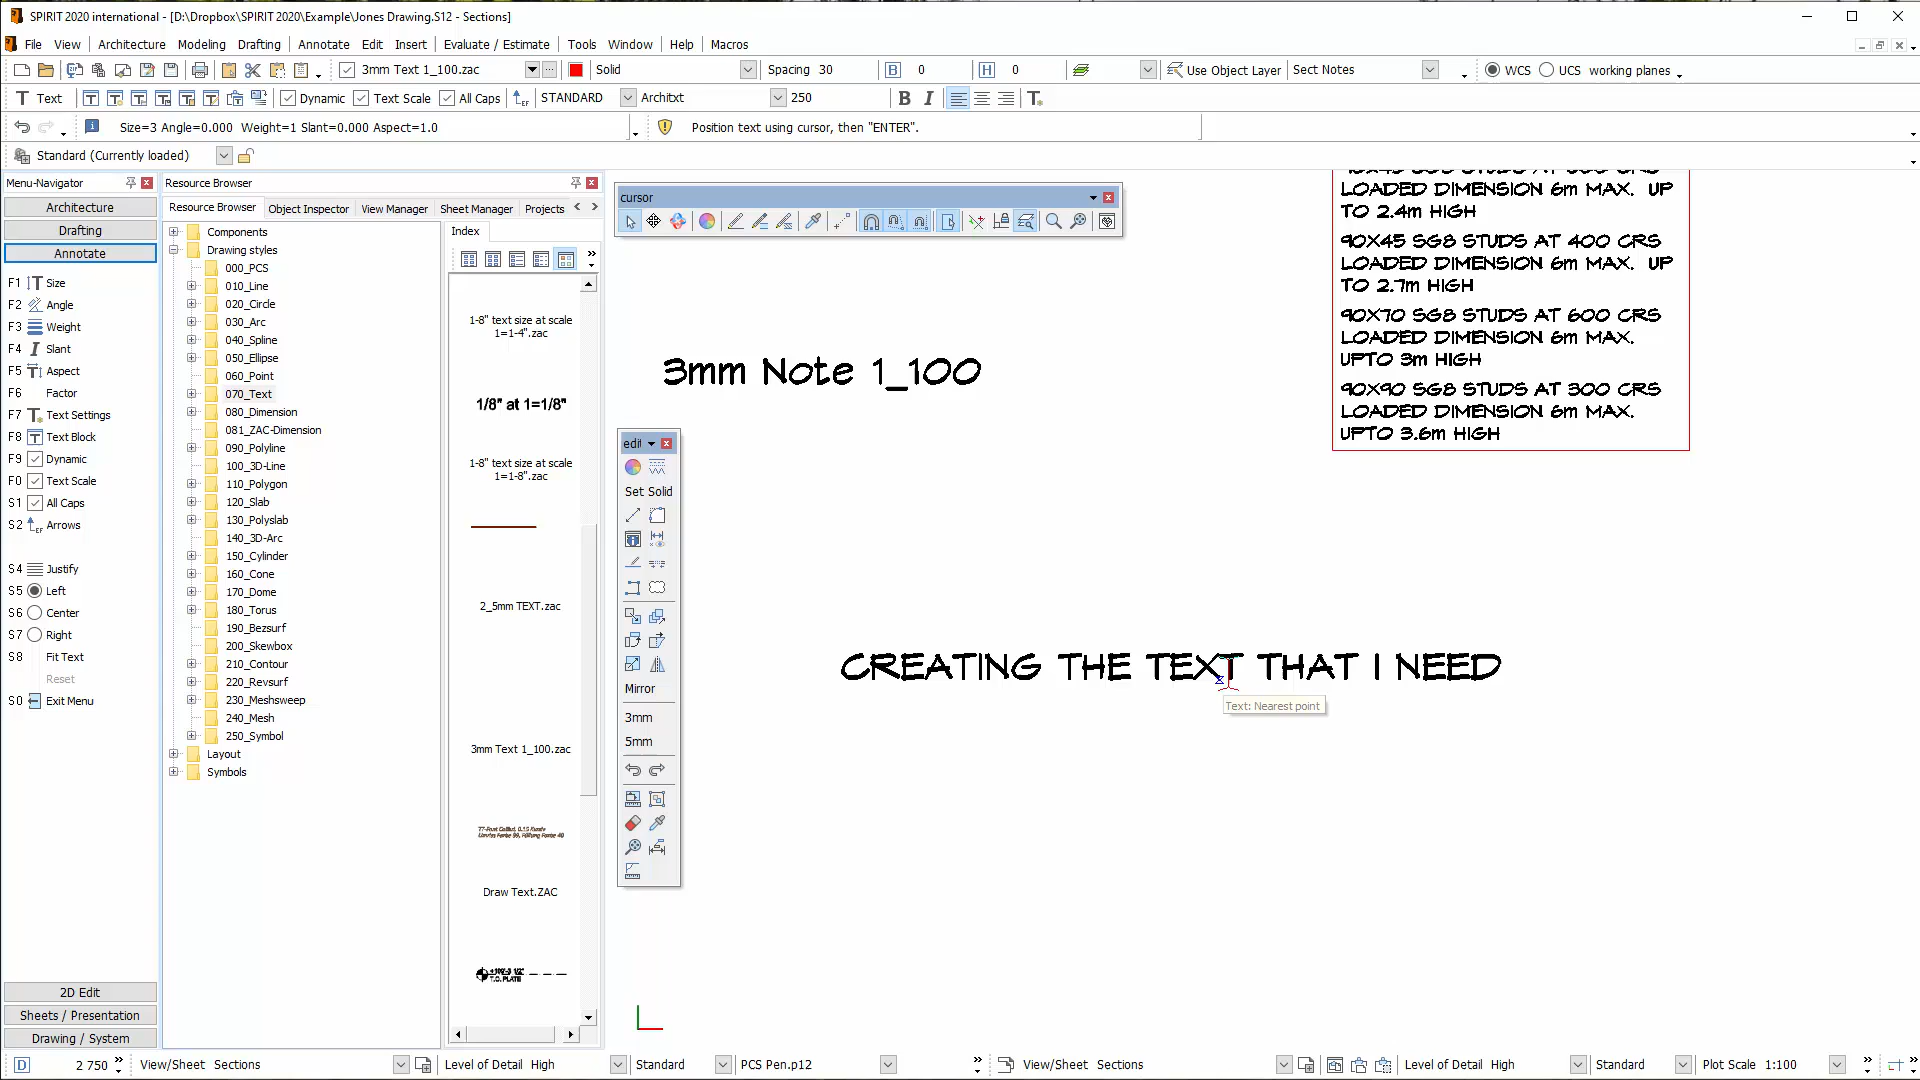 SPIRIT 2020 international - [D:\Dropbox\SPIRIT 2020\Example\Jones Drawing.S12 - Sections]
File View Architecture Modeling Drafting Annotate Edit Insert Evaluate / Estimate Tools Window Help Macros
3mm Text 1_100.zac Solid Spacing 30 B 0 H 0 Use Object Layer Sect Notes WCS UCS working planes
Text Dynamic Text Scale All Caps STANDARD Architxt 250 B I
Size=3 Angle=0.000 Weight=1 Slant=0.000 Aspect=1.0 Position text using cursor, then "ENTER".
Standard (Currently loaded)
Menu-Navigator
Architecture
Drafting
Annotate
F1 Size
F2 Angle
F3 Weight
F4 Slant
F5 Aspect
F6 Factor
F7 Text Settings
F8 Text Block
F9 Dynamic
F0 Text Scale
S1 All Caps
S2 Arrows
S4 Justify
S5 Left
S6 Center
S7 Right
S8 Fit Text
Reset
S0 Exit Menu
2D Edit
Sheets / Presentation
Drawing / System
Resource Browser
Resource Browser Object Inspector View Manager Sheet Manager Projects
Components
Drawing styles
000_PCS
010_Line
020_Circle
030_Arc
040_Spline
050_Ellipse
060_Point
070_Text
080_Dimension
081_ZAC-Dimension
090_Polyline
100_3D-Line
110_Polygon
120_Slab
130_Polyslab
140_3D-Arc
150_Cylinder
160_Cone
170_Dome
180_Torus
190_Bezsurf
200_Skewbox
210_Contour
220_Revsurf
230_Meshsweep
240_Mesh
250_Symbol
Layout
Symbols
Index
1-8" text size at scale
1=1-4".zac
1/8" at 1=1/8"
1-8" text size at scale
1=1-8".zac
2_5mm TEXT.zac
3mm Text 1_100.zac
Draw Text.ZAC
T.O. PLATE
cursor
3mm Note 1_100
Set Solid
Mirror
3mm
5mm
LOADED DIMENSION 6m MAX. UP
TO 2.4m HIGH
90X45 SG8 STUDS AT 400 CRS
LOADED DIMENSION 6m MAX. UP
TO 2.7m HIGH
90X70 SG8 STUDS AT 600 CRS
LOADED DIMENSION 6m MAX.
UPTO 3m HIGH
90X90 SG8 STUDS AT 300 CRS
LOADED DIMENSION 6m MAX.
UPTO 3.6m HIGH
CREATING THE TEXT THAT I NEED
Text: Nearest point
D 2 750 View/Sheet Sections Level of Detail High Standard PCS Pen.p12 View/Sheet Sections Level of Detail High Standard Plot Scale 1:100